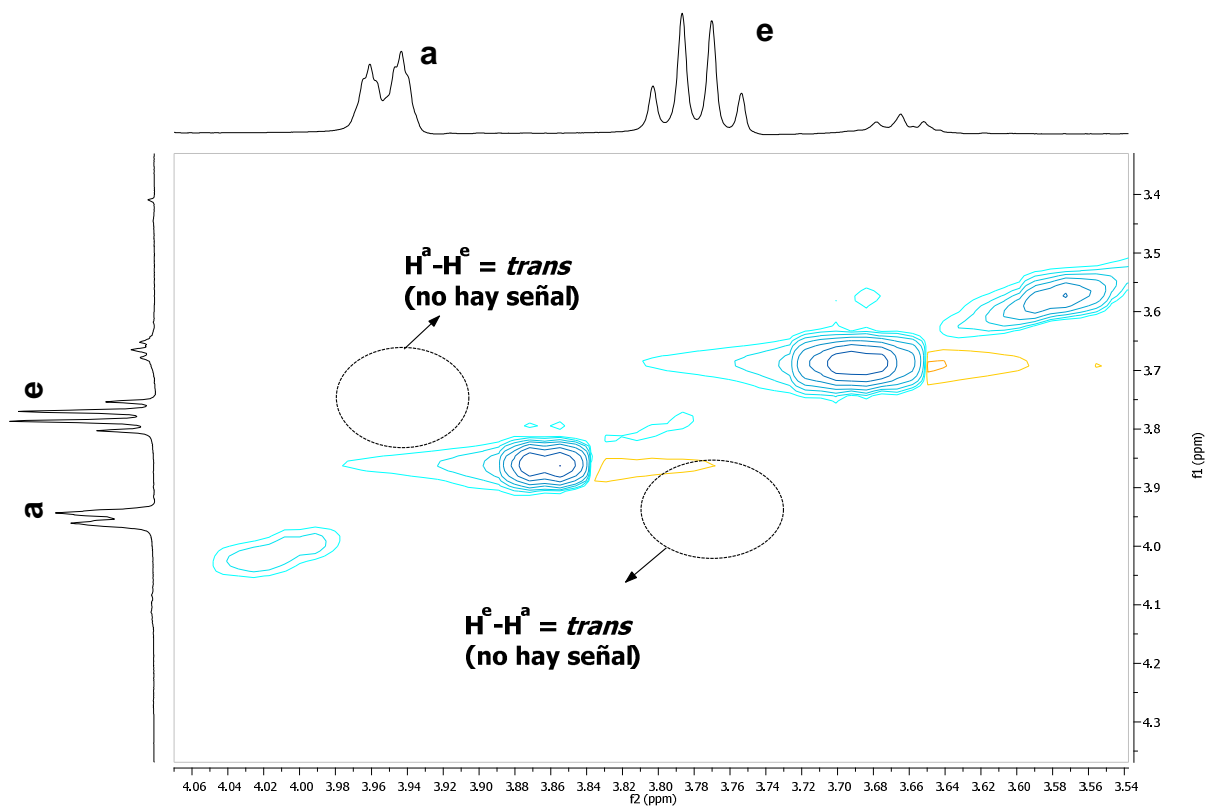 a
e
H^a-H^e = trans
(no hay señal)
e
a
H^e-H^a = trans
(no hay señal)
3.4
3.5
3.6
3.7
3.8
3.9
4.0
4.1
4.2
4.3
f1 (ppm)
4.06 4.04 4.02 4.00 3.98 3.96 3.94 3.92 3.90 3.88 3.86 3.84 3.82 3.80 3.78 3.76 3.74 3.72 3.70 3.68 3.66 3.64 3.62 3.60 3.58 3.56 3.54
f2 (ppm)